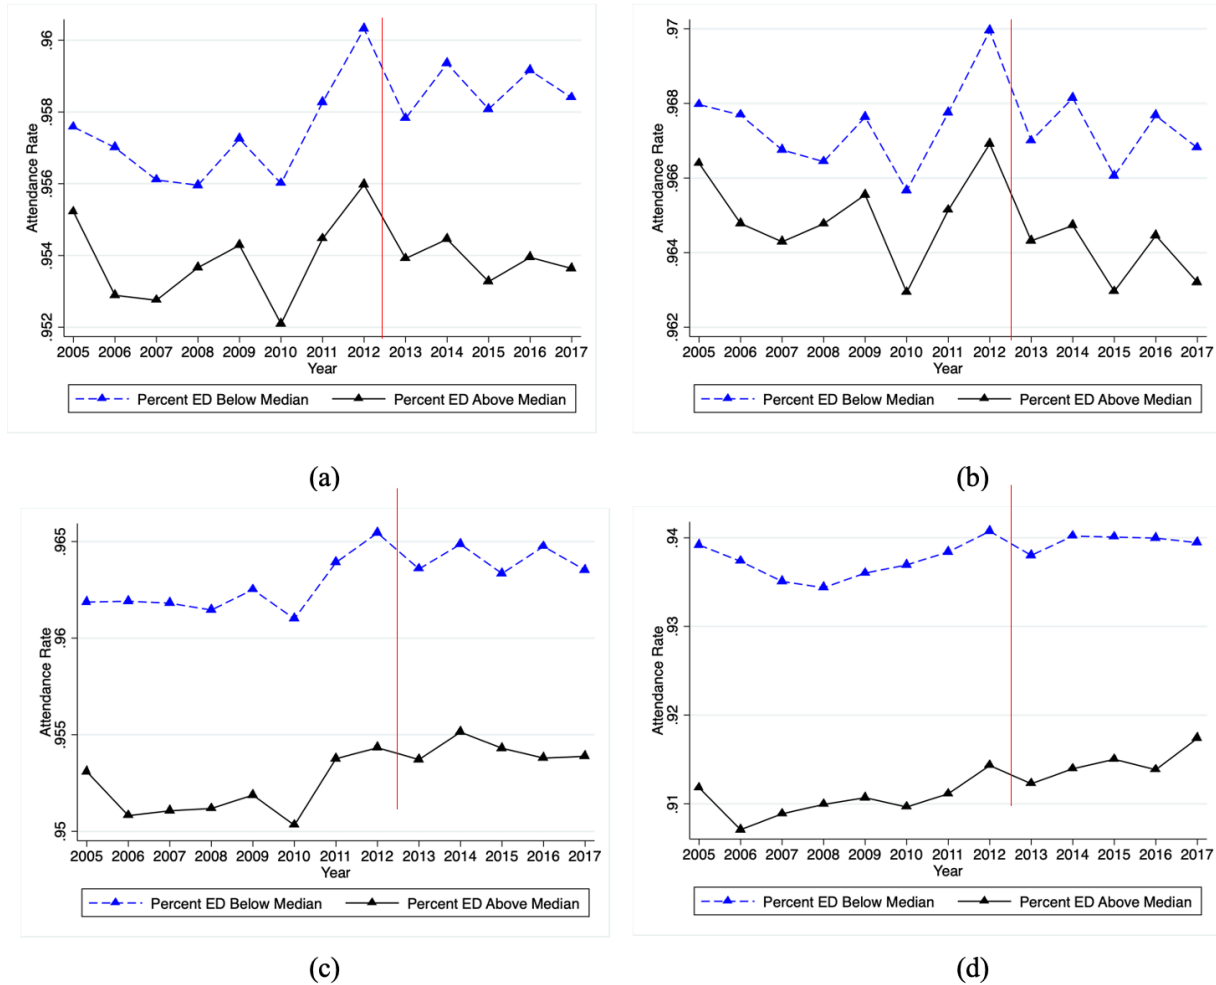 Attendance Rate
.96
.958
.956
.954
.952
2005 2006 2007 2008 2009 2010 2011 2012 2013 2014 2015 2016 2017
Year
Percent ED Below Median Percent ED Above Median
(a)
Attendance Rate
.97
.968
.966
.964
.962
2005 2006 2007 2008 2009 2010 2011 2012 2013 2014 2015 2016 2017
Year
Percent ED Below Median Percent ED Above Median
(b)
Attendance Rate
.965
.96
.955
.95
2005 2006 2007 2008 2009 2010 2011 2012 2013 2014 2015 2016 2017
Year
Percent ED Below Median Percent ED Above Median
(c)
Attendance Rate
.94
.93
.92
.91
2005 2006 2007 2008 2009 2010 2011 2012 2013 2014 2015 2016 2017
Year
Percent ED Below Median Percent ED Above Median
(d)